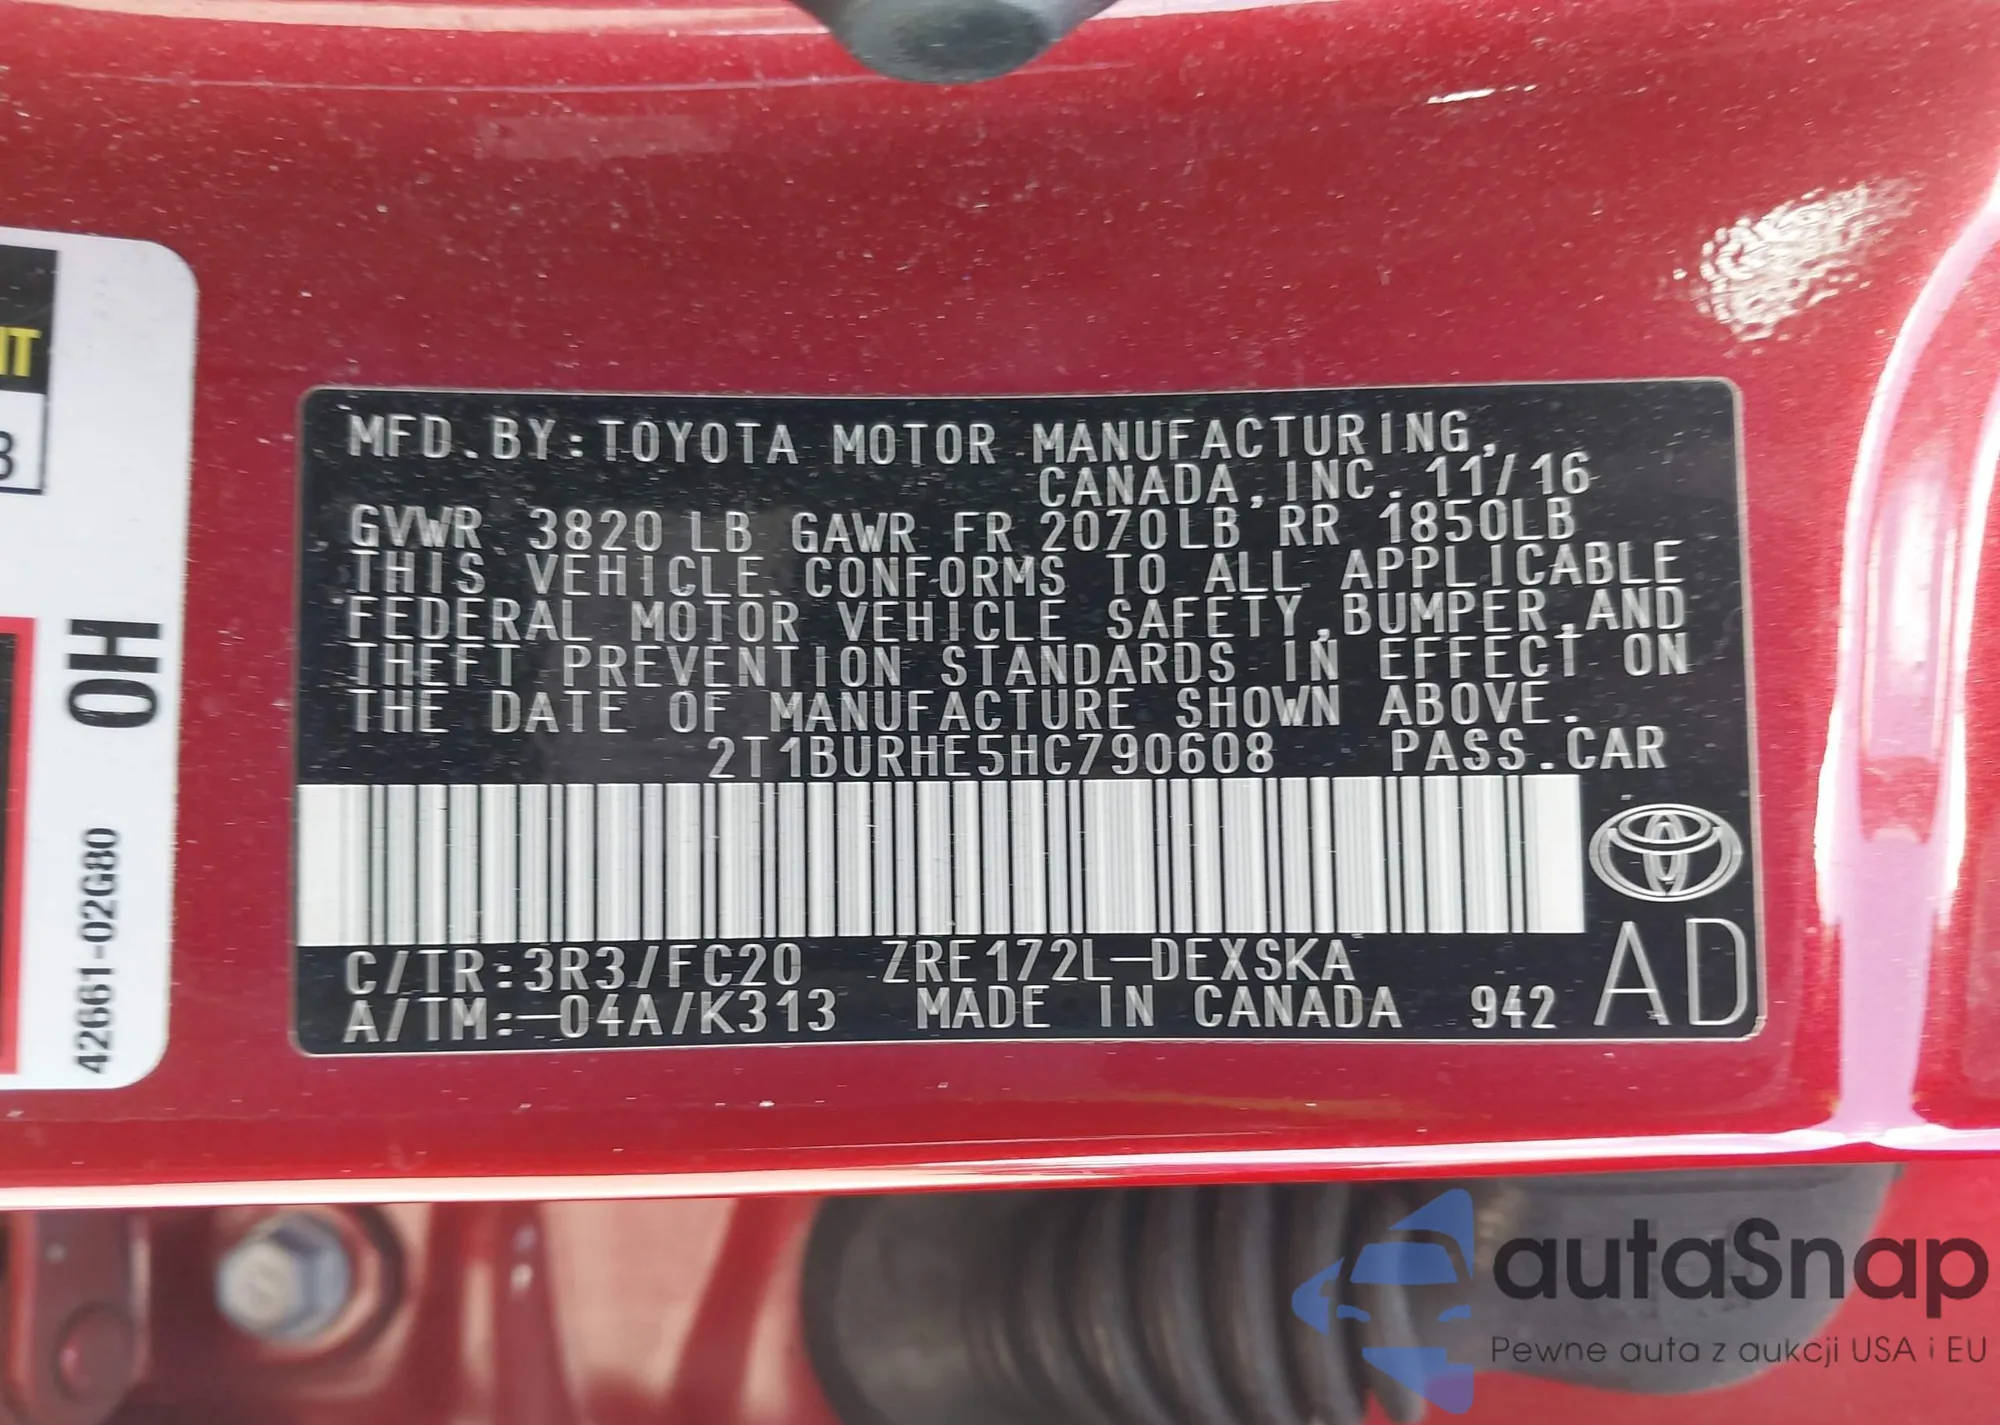 MFD.BY:TOYOTA MOTOR MANUFACTURING,
CANADA,INC. 11/16
GVWR 3820 LB GAWR FR 2070LB RR 1850LB
THIS VEHICLE CONFORMS TO ALL APPLICABLE
FEDERAL MOTOR VEHICLE SAFETY,BUMPER,AND
THEFT PREVENTION STANDARDS IN EFFECT ON
THE DATE OF MANUFACTURE SHOWN ABOVE.
2T1BURHE5HC790608 PASS.CAR
C/TR:3R3/FC20 ZRE172L-DEXSKA
A/TM:-04A/K313 MADE IN CANADA 942
AD
0H
42661-02G80
autaSnap
Pewne auta z aukcji USA i EU